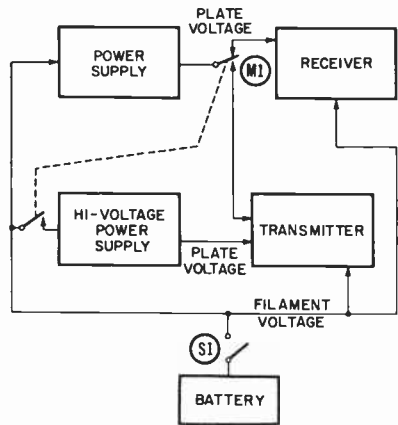 PLATE
VOLTAGE
POWER
SUPPLY
M1
RECEIVER
HI-VOLTAGE
POWER
SUPPLY
PLATE
VOLTAGE
TRANSMITTER
FILAMENT
VOLTAGE
S1
BATTERY